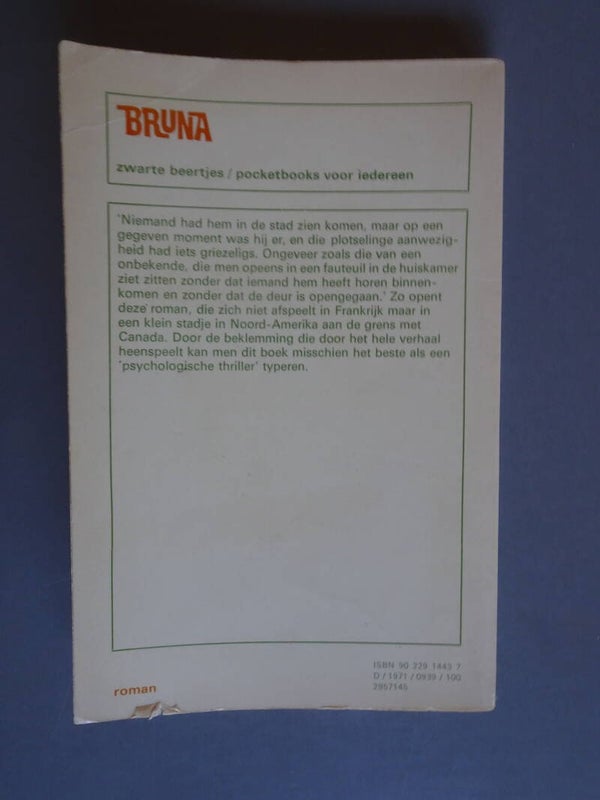 BRUNA
zwarte beertjes / pocketbooks voor iedereen
'Niemand had hem in de stad zien komen, maar op een
gegeven moment was hij er, en die plotselinge aanwezig-
heid had iets griezeligs. Ongeveer zoals die van een
onbekende, die men opeens in een fauteuil in de huiskamer
ziet zitten zonder dat iemand hem heeft horen binnen-
komen en zonder dat de deur is opengegaan.' Zo opent
deze roman, die zich niet afspeelt in Frankrijk maar in
een klein stadje in Noord-Amerika aan de grens met
Canada. Door de beklemming die door het hele verhaal
heenspeelt kan men dit boek misschien het beste als een
'psychologische thriller' typeren.
roman
ISBN 90 229 1443 7
D / 1971 / 0939 / 100
2957145